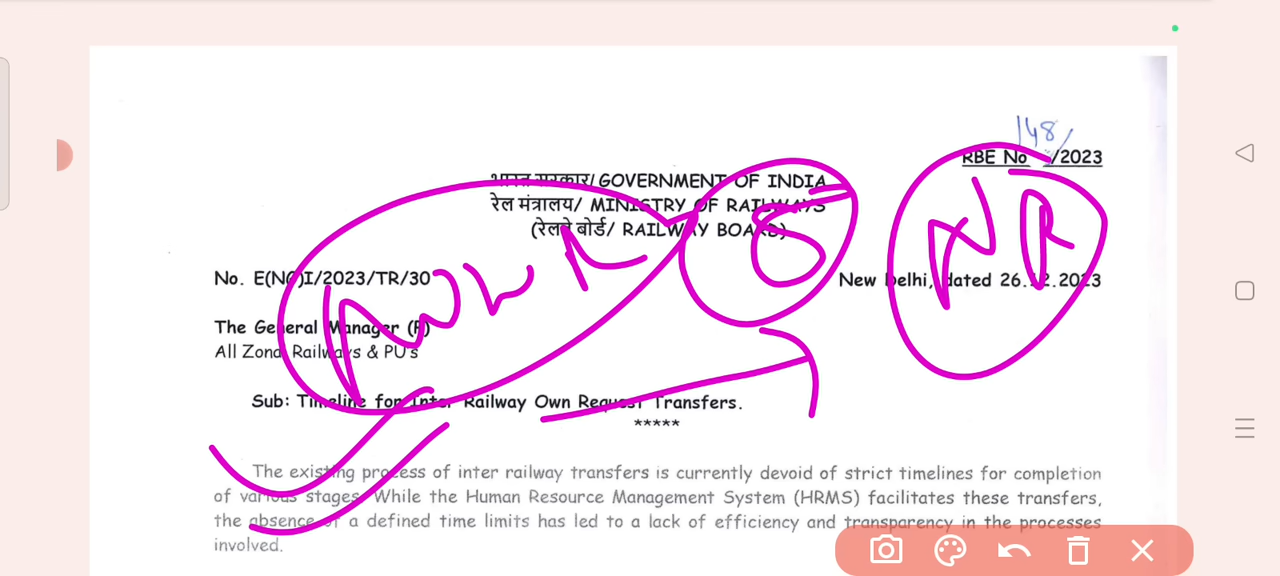 148/
RBE No /2023
भारत सरकार/ GOVERNMENT OF INDIA
रेल मंत्रालय/ MINISTRY OF RAILWAYS
(रेलवे बोर्ड/ RAILWAY BOARD)
NWR
NR
No. E(NG)I/2023/TR/30
New Delhi, dated 26.12.2023
The General Manager (P)
All Zonal Railways & PU's
Sub: Timeline for Inter Railway Own Request Transfers.
*****
The existing process of inter railway transfers is currently devoid of strict timelines for completion
of various stages. While the Human Resource Management System (HRMS) facilitates these transfers,
the absence of a defined time limits has led to a lack of efficiency and transparency in the processes
involved.